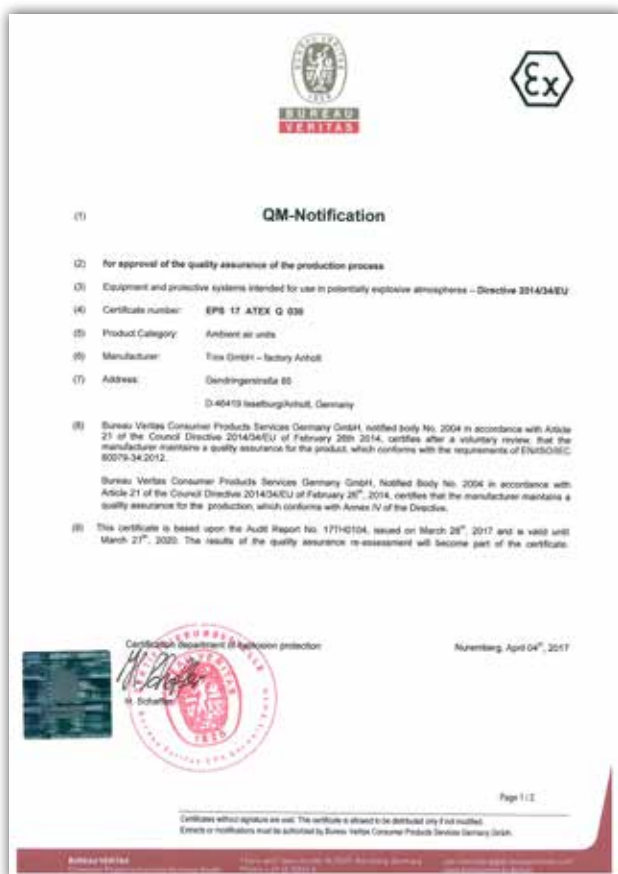 BUREAU VERITAS
1828
BUREAU
VERITAS
Ex
(1) QM-Notification
(2) for approval of the quality assurance of the production process
(3) Equipment and protective systems intended for use in potentially explosive atmospheres – Directive 2014/34/EU
(4) Certificate number: EPS 17 ATEX Q 036
(5) Product Category: Ambient air units
(6) Manufacturer: Trox GmbH – factory Anholt
(7) Address: Gendringerstraße
D-46419 Isselburg/Anholt, Germany
(8) Bureau Veritas Consumer Products Services Germany GmbH, notified body No. 2004 in accordance with Article
21 of the Council Directive 2014/34/EU of February 26th 2014, certifies after a voluntary review, that the
manufacturer maintains a quality assurance for the product, which conforms with the requirements of EN/ISO/IEC
80079-34:2012.
Bureau Veritas Consumer Products Services Germany GmbH, Notified Body No. 2004 in accordance with
Article 21 of the Council Directive 2014/34/EU of February 26th, 2014, certifies that the manufacturer maintains a
quality assurance for the production, which conform with Annex IV of the Directive.
(9) This certificate is based upon the Audit Report No. 17TH0104, issued on March 28th, 2017 and is valid until
March 27th, 2020. The results of the quality assurance re-assessment will become part of the certificate.
Certification department of explosion protection Nuremberg, April 04th, 2017
H. Schaffer
BUREAU VERITAS
1828
Page 1 / 2
Certificates without signature are void. This certificate is allowed to be distributed only if not modified.
Extracts or modifications must be authorized by Bureau Veritas Consumer Products Services Germany GmbH.
BUREAU VERITAS